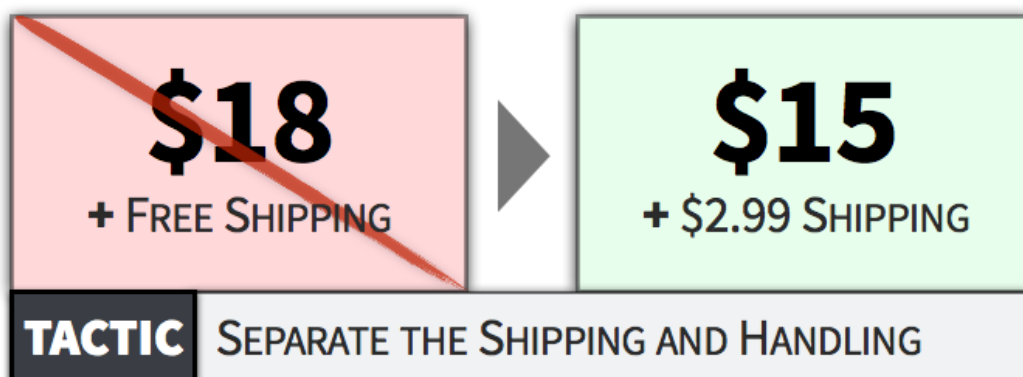 $18
+ Free Shipping
$15
+ $2.99 Shipping
TACTIC
Separate the Shipping and Handling